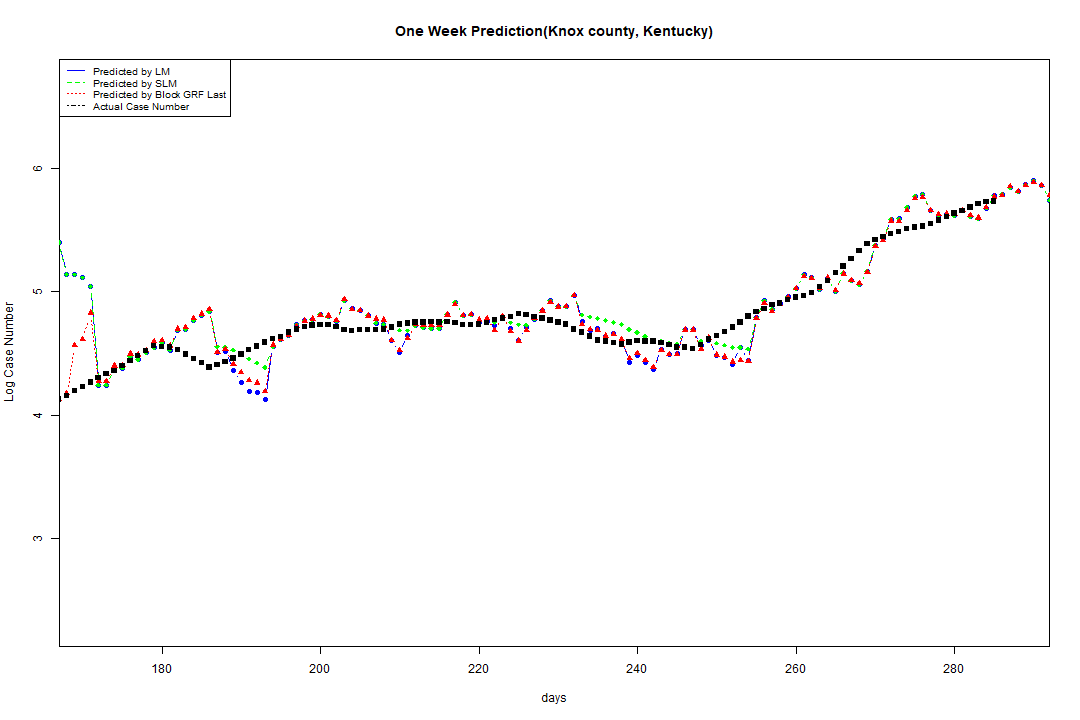 One Week Prediction(Knox county, Kentucky)
Predicted by LM
Predicted by SLM
Predicted by Block GRF Last
Actual Case Number
6
5
4
3
Log Case Number
180 200 220 240 260 280
days